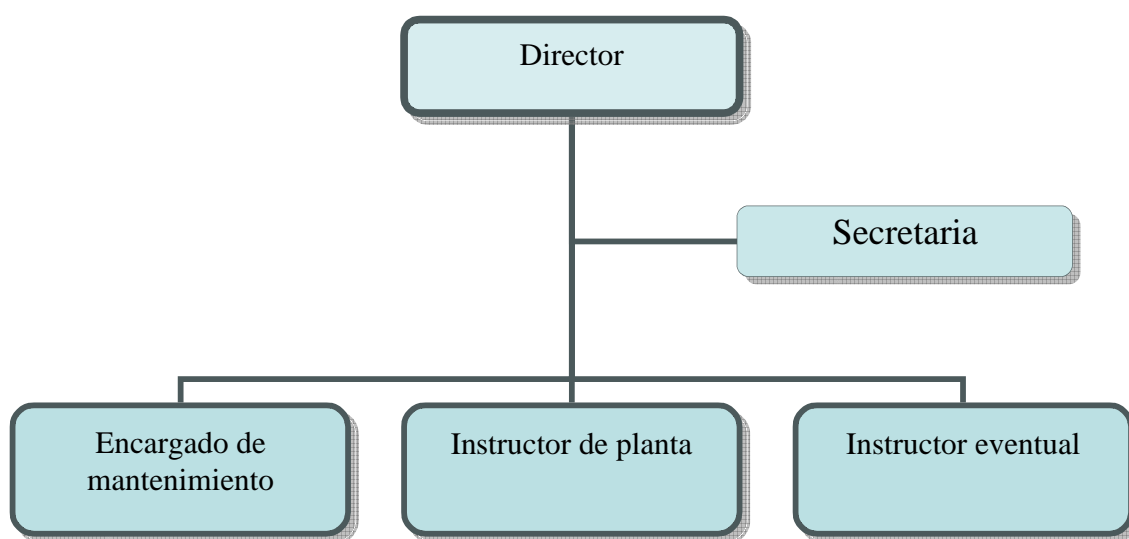 Director
Secretaria
Encargado de
mantenimiento
Instructor de planta
Instructor eventual